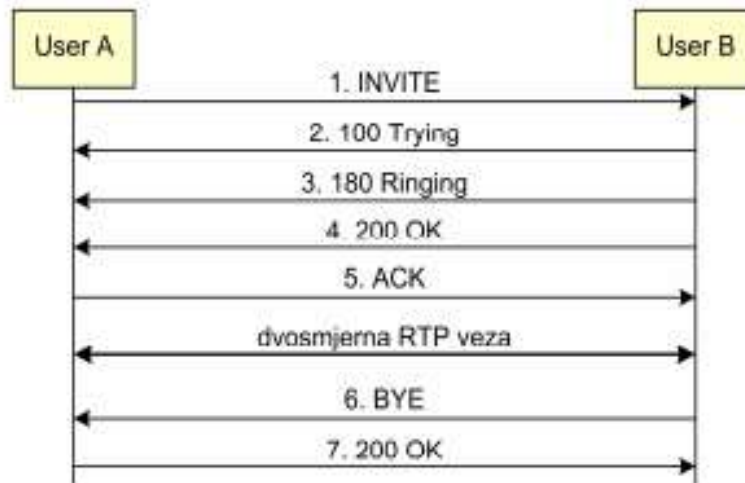 User A
User B
1. INVITE
2. 100 Trying
3. 180 Ringing
4. 200 OK
5. ACK
dvosmjerna RTP veza
6. BYE
7. 200 OK